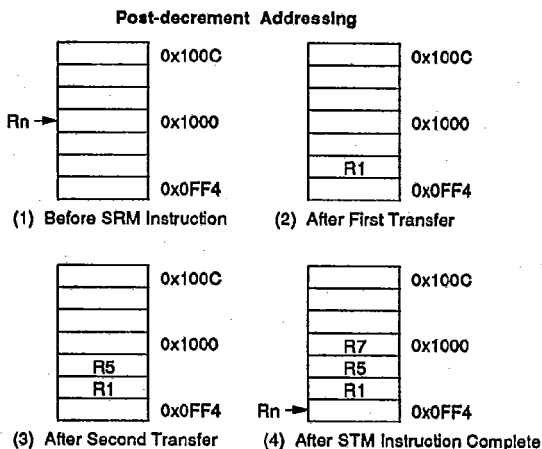 Post-decrement Addressing
0x100C
Rn
0x1000
0x0FF4
(1) Before SRM Instruction
0x100C
0x1000
R1
0x0FF4
(2) After First Transfer
0x100C
0x1000
R5
R1
0x0FF4
(3) After Second Transfer
0x100C
0x1000
R7
R5
R1
Rn
0x0FF4
(4) After STM Instruction Complete